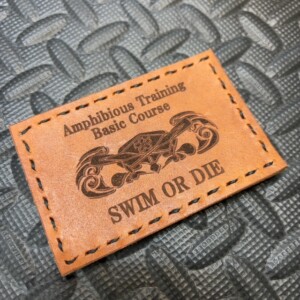 Amphibious Training
Basic Course
SWIM OR DIE